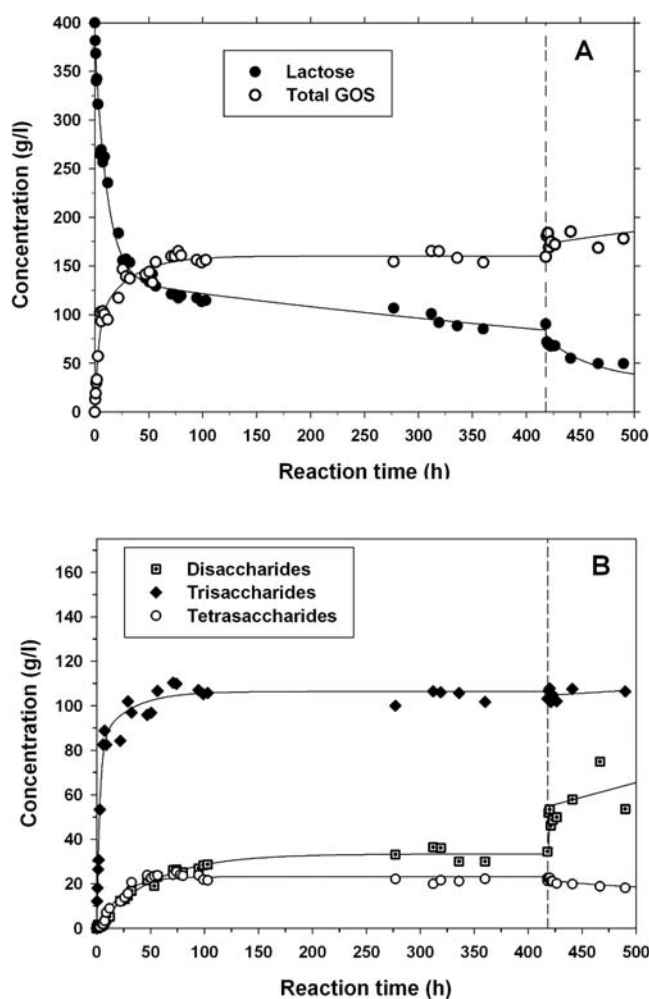 400
350
300
250
200
150
100
50
0
Concentration (g/l)
A
Lactose
Total GOS
0 50 100 150 200 250 300 350 400 450 500
Reaction time (h)
160
140
120
100
80
60
40
20
0
Concentration (g/l)
B
Disaccharides
Trisaccharides
Tetrasaccharides
0 50 100 150 200 250 300 350 400 450 500
Reaction time (h)